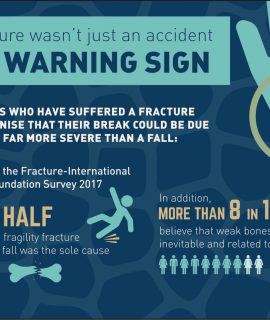 ure wasn't just an accident
WARNING SIGN
S WHO HAVE SUFFERED A FRACTURE
NISE THAT THEIR BREAK COULD BE DUE
FAR MORE SEVERE THAN A FALL:
the Fracture-International
undation Survey 2017
HALF
fragility fracture
fall was the sole cause
In addition,
MORE THAN 8 IN 1
believe that weak bones
inevitable and related to